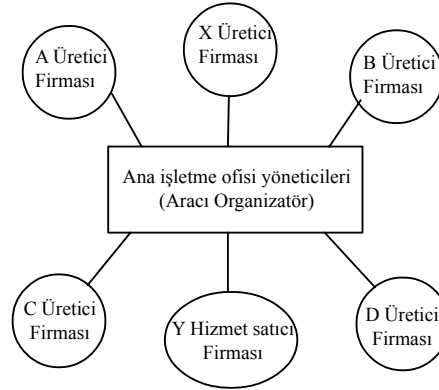 A Üretici
Firması
X Üretici
Firması
B Üretici
Firması
Ana işletme ofisi yöneticileri
(Aracı Organizatör)
C Üretici
Firması
Y Hizmet satıcı
Firması
D Üretici
Firması